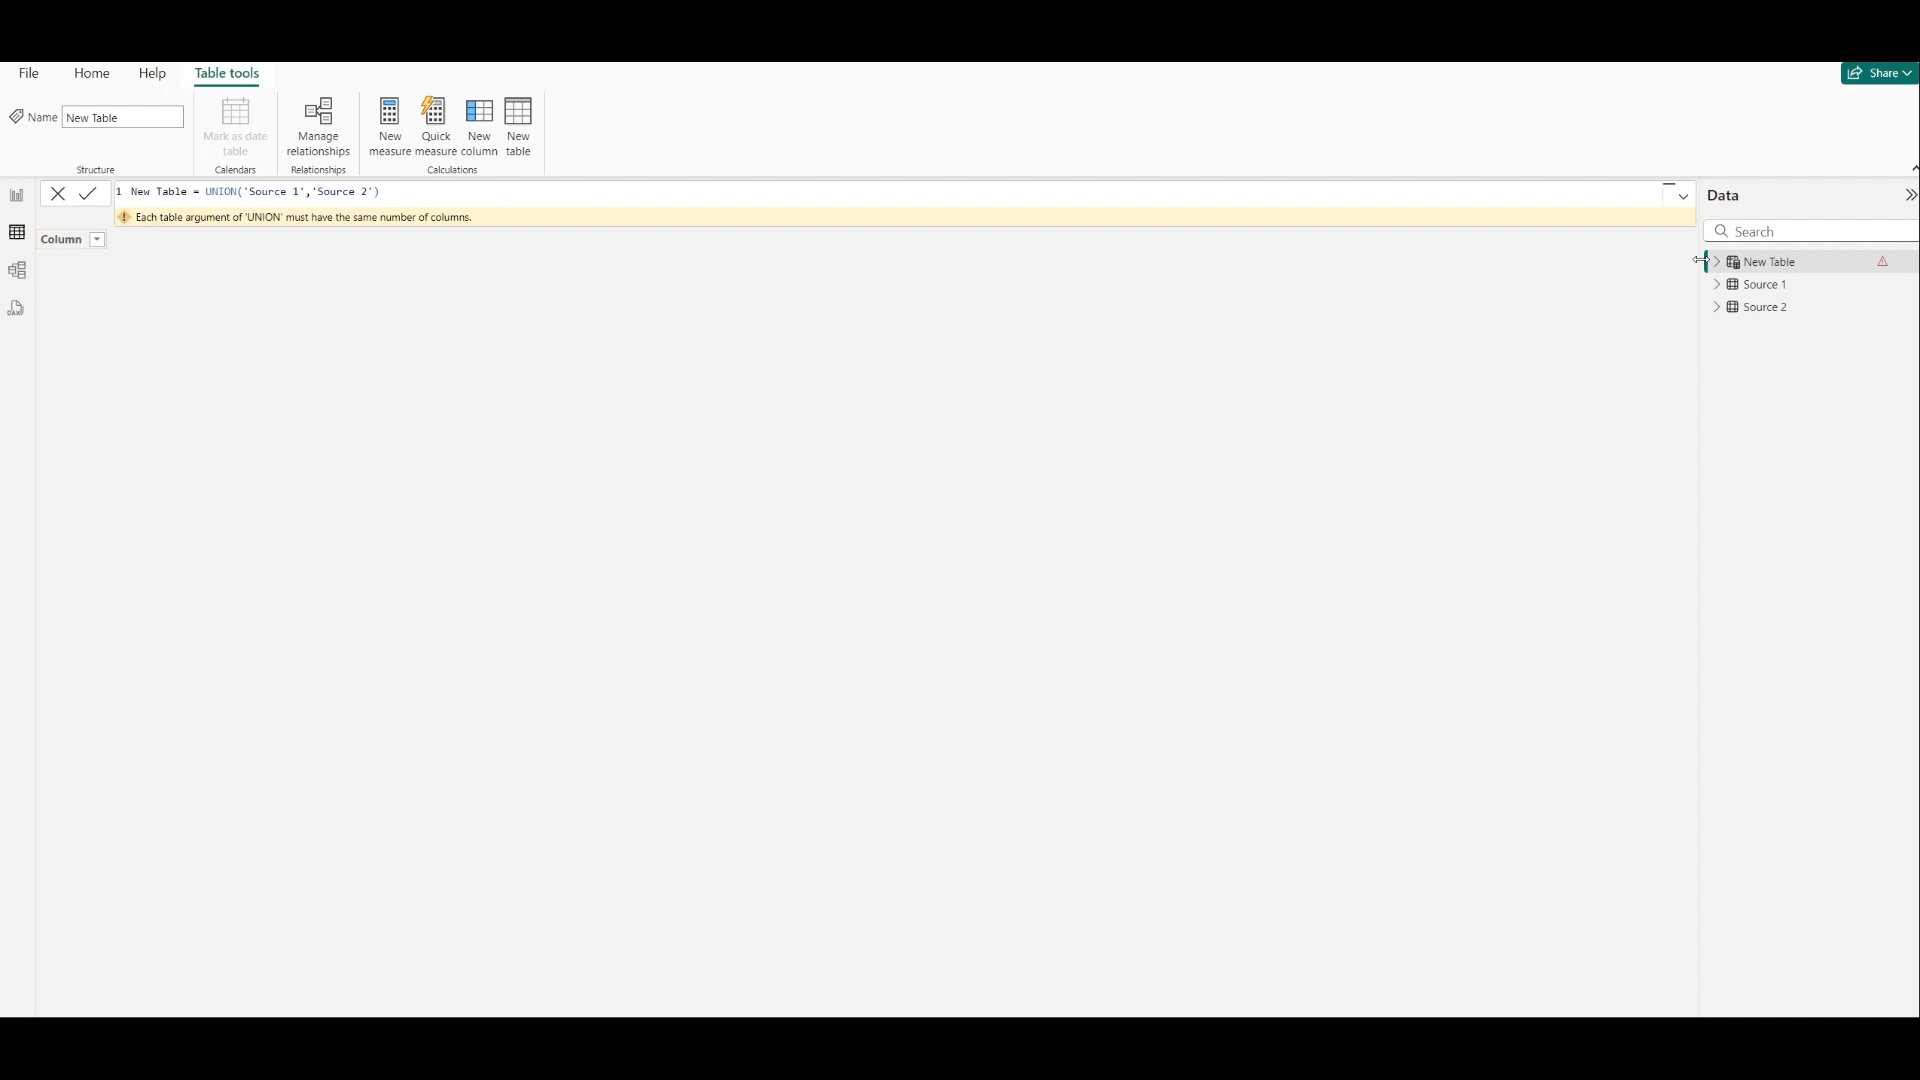 File Home Help Table tools Share
Name New Table
Mark as date table
Manage relationships
New measure
Quick measure
New column
New table
Structure Calendars Relationships Calculations
1 New Table = UNION('Source 1','Source 2')
Each table argument of 'UNION' must have the same number of columns.
Column
DAX
Data
Search
New Table
Source 1
Source 2